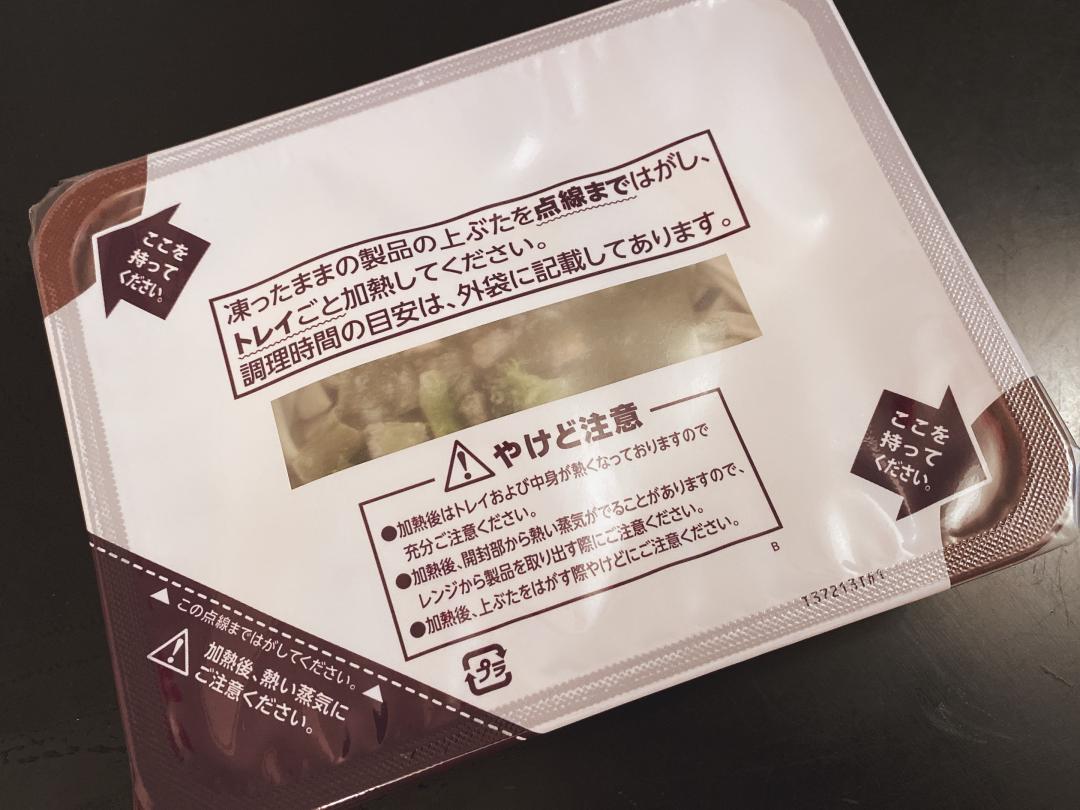 ここを
持って
ください。
凍ったままの製品の上ぶたを点線まではがし、
トレイごと加熱してください。
調理時間の目安は、外袋に記載してあります。
ここを
持って
ください。
やけど注意
●加熱後はトレイおよび中身が熱くなっておりますので
充分ご注意ください。
●加熱後、開封部から熱い蒸気がでることがありますので、
レンジから製品を取り出す際にご注意ください。
●加熱後、上ぶたをはがす際やけどにご注意ください。
B
この点線まではがしてください。
加熱後、熱い蒸気に
ご注意ください。
プラ